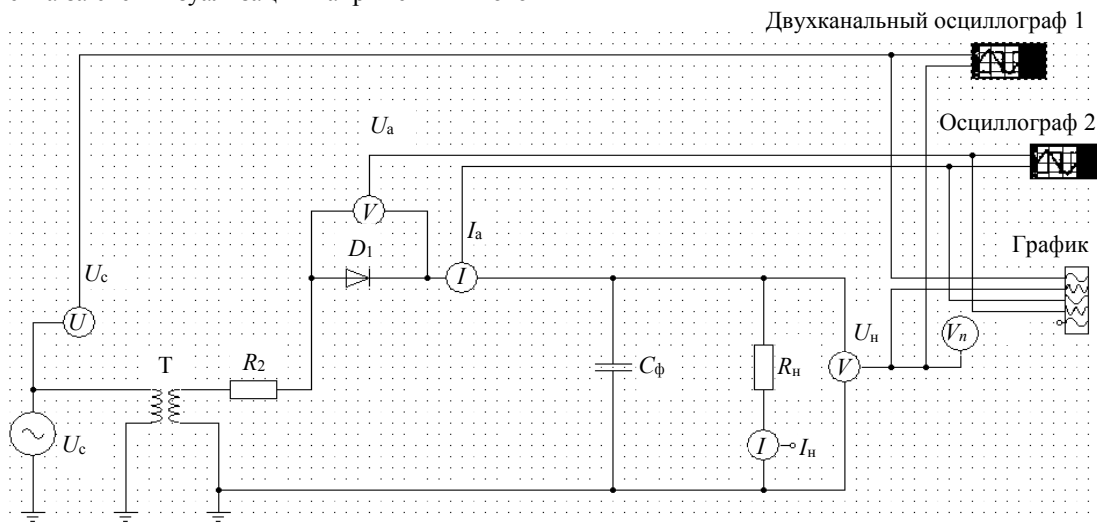 Двухканальный осциллограф 1
Uа
Осциллограф 2
V
Iа
D1
График
Uс
I
U
Uн
Vn
T
R2
Cф
Rн
V
Uс
I
Iн